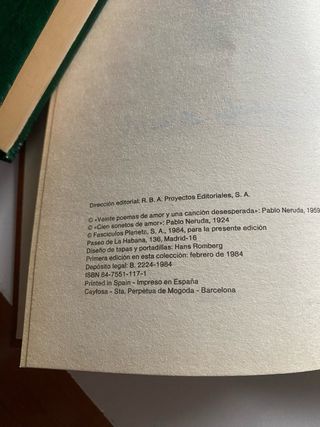 Dirección editorial: R. B. A. Proyectos Editoriales, S. A.
© «Veinte poemas de amor y una canción desesperada»: Pablo Neruda, 1959
© «Cien sonetos de amor»: Pablo Neruda, 1924
© Fascículos Planeta, S. A., 1984, para la presente edición
Paseo de La Habana, 136, Madrid-16
Diseño de tapas y portadillas: Hans Romberg
Primera edición en esta colección: febrero de 1984
Depósito legal: B. 2224-1984
ISBN 84-7551-117-1
Printed in Spain - Impreso en España
Cayfosa - Sta. Perpètua de Mogoda - Barcelona